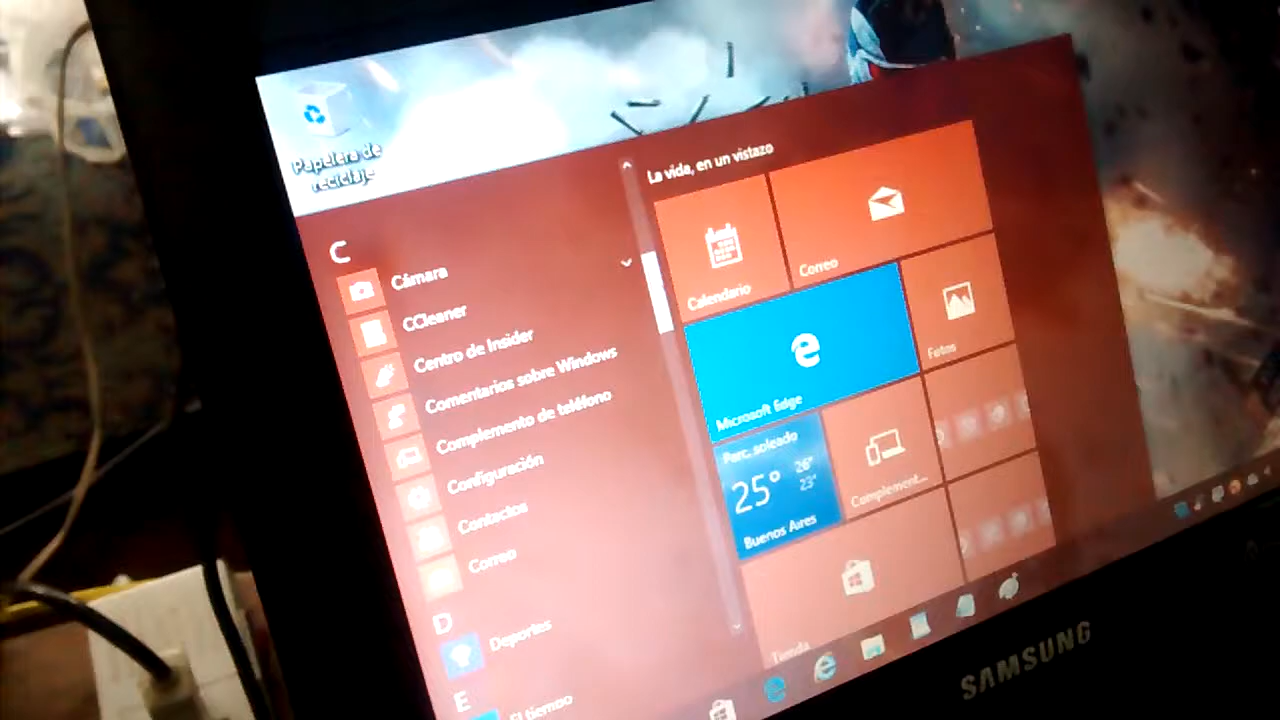 Papelera de
reciclaje
C
Cámara
CCleaner
Centro de Insider
Comentarios sobre Windows
Complemento de teléfono
Configuración
Contactos
Correo
D
Deportes
E
El tiempo
La vida, en un vistazo
Calendario
Correo
Microsoft Edge
Fotos
Parc. soleado
25°
26°
23°
Buenos Aires
Complement...
Tienda
SAMSUNG